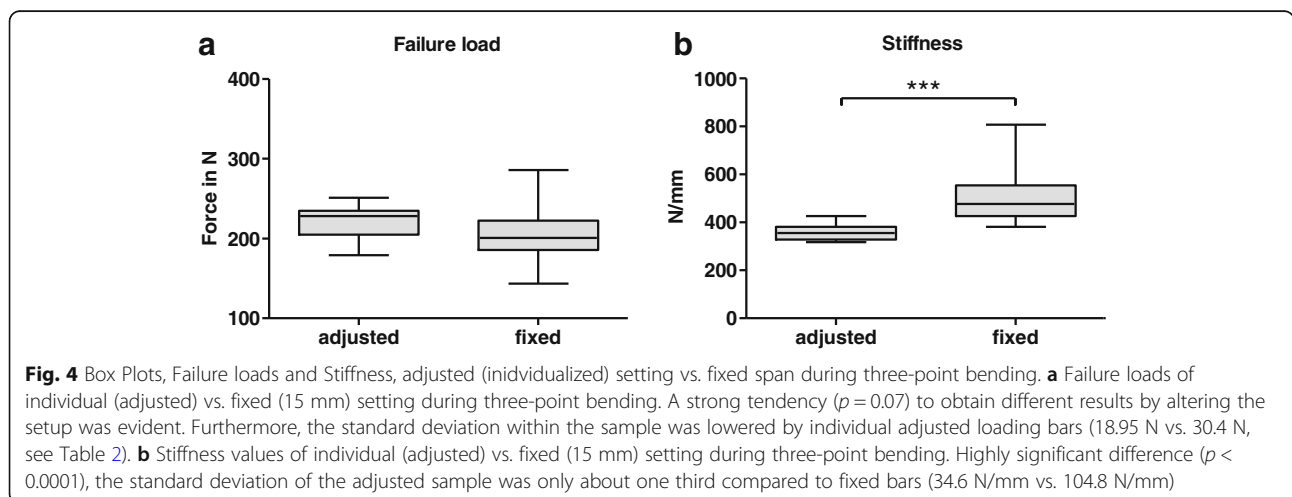 a
Failure load
400
300
200
100
Force in N
adjusted
fixed
b
Stiffness
1000
800
600
400
200
0
N/mm
***
adjusted
fixed
Fig. 4 Box Plots, Failure loads and Stiffness, adjusted (inidvidualized) setting vs. fixed span during three-point bending. a Failure loads of
individual (adjusted) vs. fixed (15 mm) setting during three-point bending. A strong tendency (p = 0.07) to obtain different results by altering the
setup was evident. Furthermore, the standard deviation within the sample was lowered by individual adjusted loading bars (18.95 N vs. 30.4 N,
see Table 2). b Stiffness values of individual (adjusted) vs. fixed (15 mm) setting during three-point bending. Highly significant difference (p <
0.0001), the standard deviation of the adjusted sample was only about one third compared to fixed bars (34.6 N/mm vs. 104.8 N/mm)